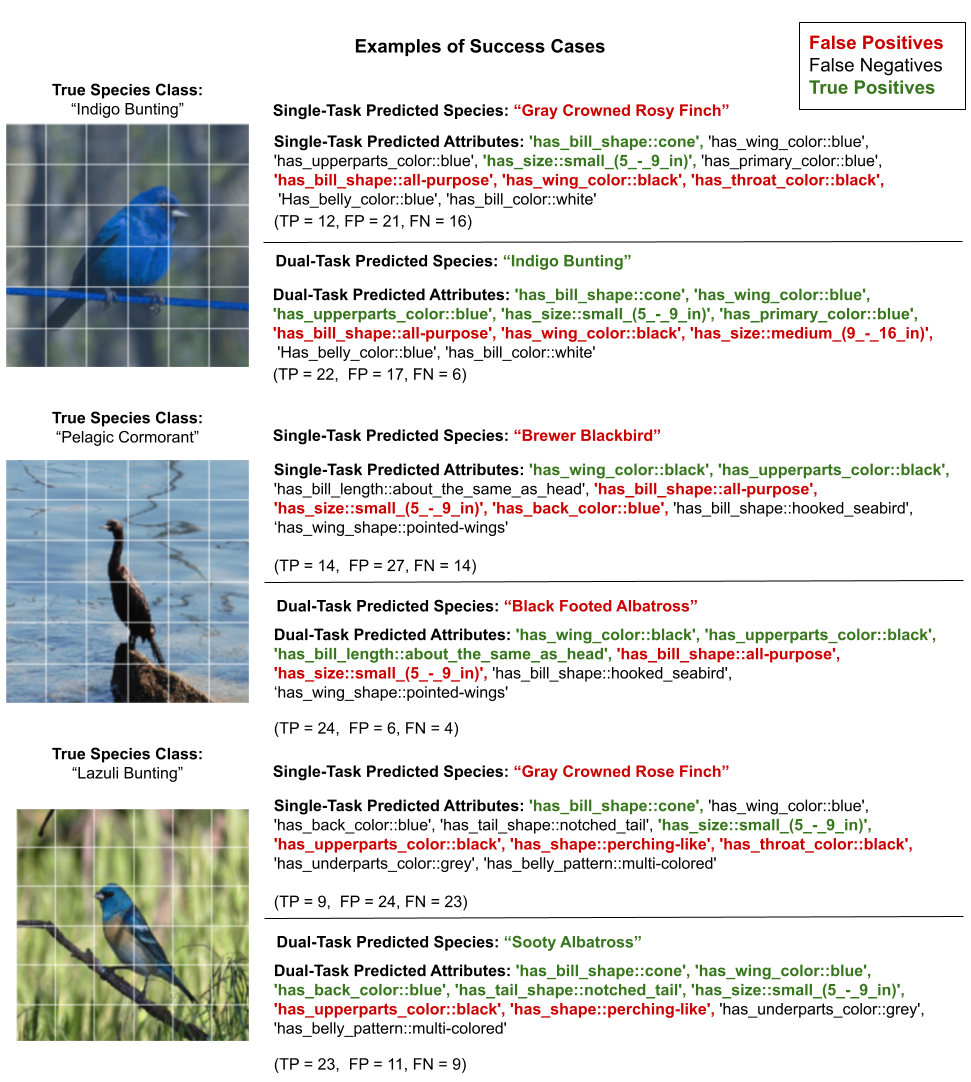 Examples of Success Cases
False Positives
False Negatives
True Positives
True Species Class:
“Indigo Bunting”
Single-Task Predicted Species: “Gray Crowned Rosy Finch”
Single-Task Predicted Attributes: 'has_bill_shape::cone', 'has_wing_color::blue',
'has_upperparts_color::blue', 'has_size::small_(5_-_9_in)', 'has_primary_color::blue',
'has_bill_shape::all-purpose', 'has_wing_color::black', 'has_throat_color::black',
'Has_belly_color::blue', 'has_bill_color::white'
(TP = 12, FP = 21, FN = 16)
Dual-Task Predicted Species: “Indigo Bunting”
Dual-Task Predicted Attributes: 'has_bill_shape::cone', 'has_wing_color::blue',
'has_upperparts_color::blue', 'has_size::small_(5_-_9_in)', 'has_primary_color::blue',
'has_bill_shape::all-purpose', 'has_wing_color::black', 'has_size::medium_(9_-_16_in)',
'Has_belly_color::blue', 'has_bill_color::white'
(TP = 22, FP = 17, FN = 6)
True Species Class:
“Pelagic Cormorant”
Single-Task Predicted Species: “Brewer Blackbird”
Single-Task Predicted Attributes: 'has_wing_color::black', 'has_upperparts_color::black',
'has_bill_length::about_the_same_as_head', 'has_bill_shape::all-purpose',
'has_size::small_(5_-_9_in)', 'has_back_color::blue', 'has_bill_shape::hooked_seabird',
‘has_wing_shape::pointed-wings'
(TP = 14, FP = 27, FN = 14)
Dual-Task Predicted Species: “Black Footed Albatross”
Dual-Task Predicted Attributes: 'has_wing_color::black', 'has_upperparts_color::black',
'has_bill_length::about_the_same_as_head', 'has_bill_shape::all-purpose',
'has_size::small_(5_-_9_in)', 'has_bill_shape::hooked_seabird',
‘has_wing_shape::pointed-wings'
(TP = 24, FP = 6, FN = 4)
True Species Class:
“Lazuli Bunting”
Single-Task Predicted Species: “Gray Crowned Rose Finch”
Single-Task Predicted Attributes: 'has_bill_shape::cone', 'has_wing_color::blue',
'has_back_color::blue', 'has_tail_shape::notched_tail', 'has_size::small_(5_-_9_in)',
'has_upperparts_color::black', 'has_shape::perching-like', 'has_throat_color::black',
'has_underparts_color::grey', 'has_belly_pattern::multi-colored'
(TP = 9, FP = 24, FN = 23)
Dual-Task Predicted Species: “Sooty Albatross”
Dual-Task Predicted Attributes: 'has_bill_shape::cone', 'has_wing_color::blue',
'has_back_color::blue', 'has_tail_shape::notched_tail', 'has_size::small_(5_-_9_in)',
'has_upperparts_color::black', 'has_shape::perching-like', 'has_underparts_color::grey',
'has_belly_pattern::multi-colored'
(TP = 23, FP = 11, FN = 9)